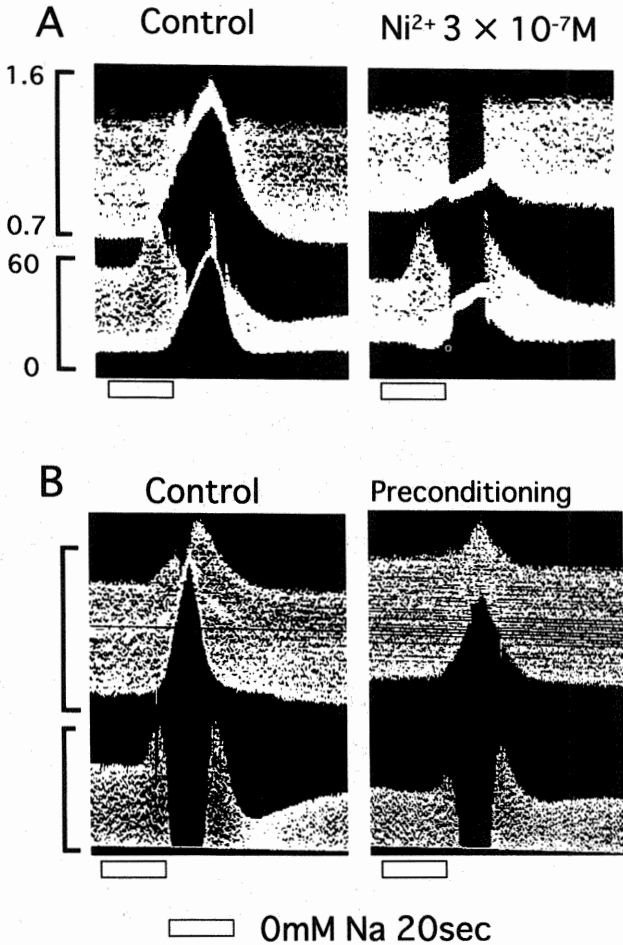 A
Control
Ni²⁺ 3 × 10⁻⁷M
1.6
0.7
60
0
B
Control
Preconditioning
0mM Na 20sec